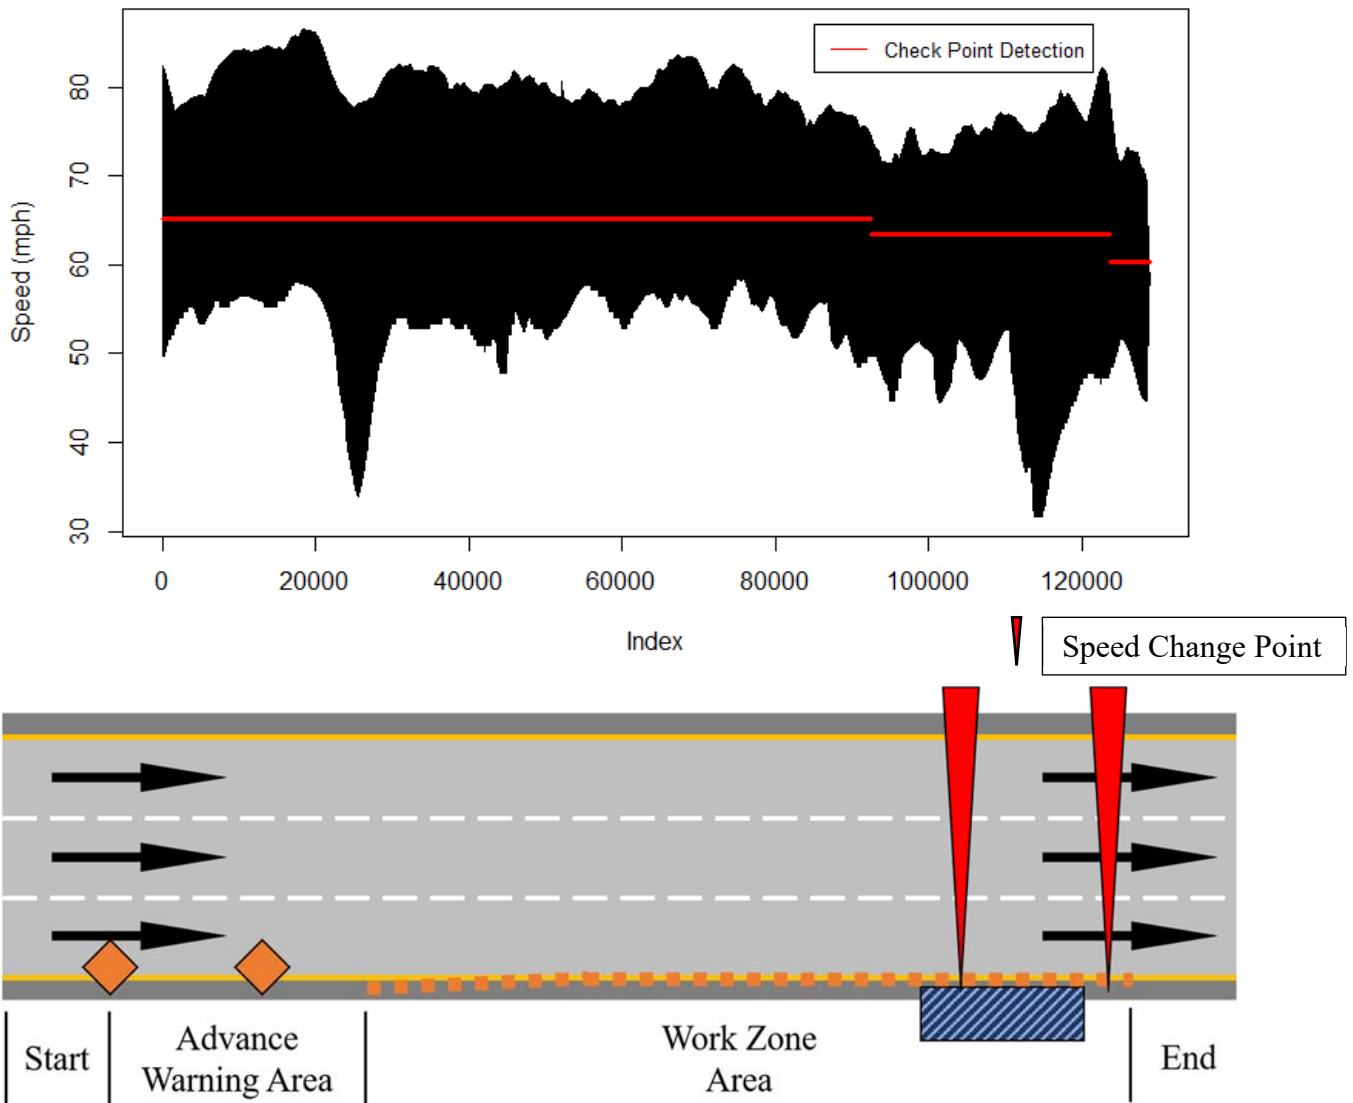 Check Point Detection
Speed (mph)
80
70
60
50
40
30
0 20000 40000 60000 80000 100000 120000
Index
Speed Change Point
Start
Advance
Warning Area
Work Zone
Area
End